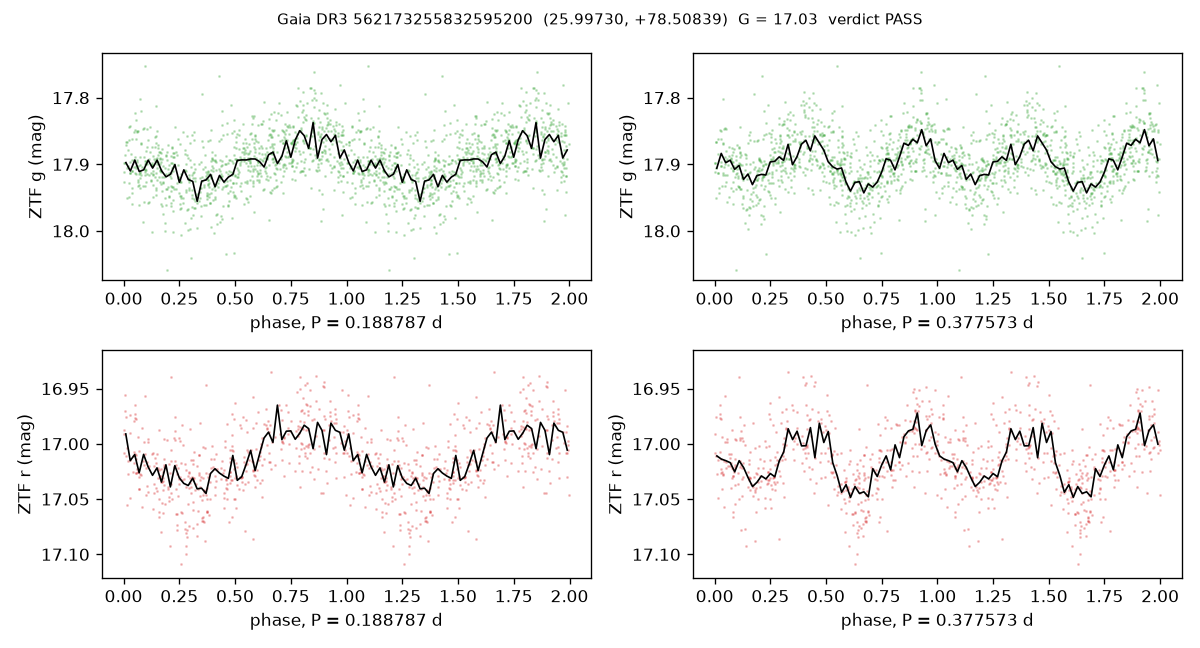 Gaia DR3 562173255832595200 (25.99730, +78.50839) G = 17.03 verdict PASS
ZTF g (mag)
17.8
17.9
18.0
0.00 0.25 0.50 0.75 1.00 1.25 1.50 1.75 2.00
phase, P = 0.188787 d
ZTF g (mag)
17.8
17.9
18.0
0.00 0.25 0.50 0.75 1.00 1.25 1.50 1.75 2.00
phase, P = 0.377573 d
ZTF r (mag)
16.95
17.00
17.05
17.10
0.00 0.25 0.50 0.75 1.00 1.25 1.50 1.75 2.00
phase, P = 0.188787 d
ZTF r (mag)
16.95
17.00
17.05
17.10
0.00 0.25 0.50 0.75 1.00 1.25 1.50 1.75 2.00
phase, P = 0.377573 d